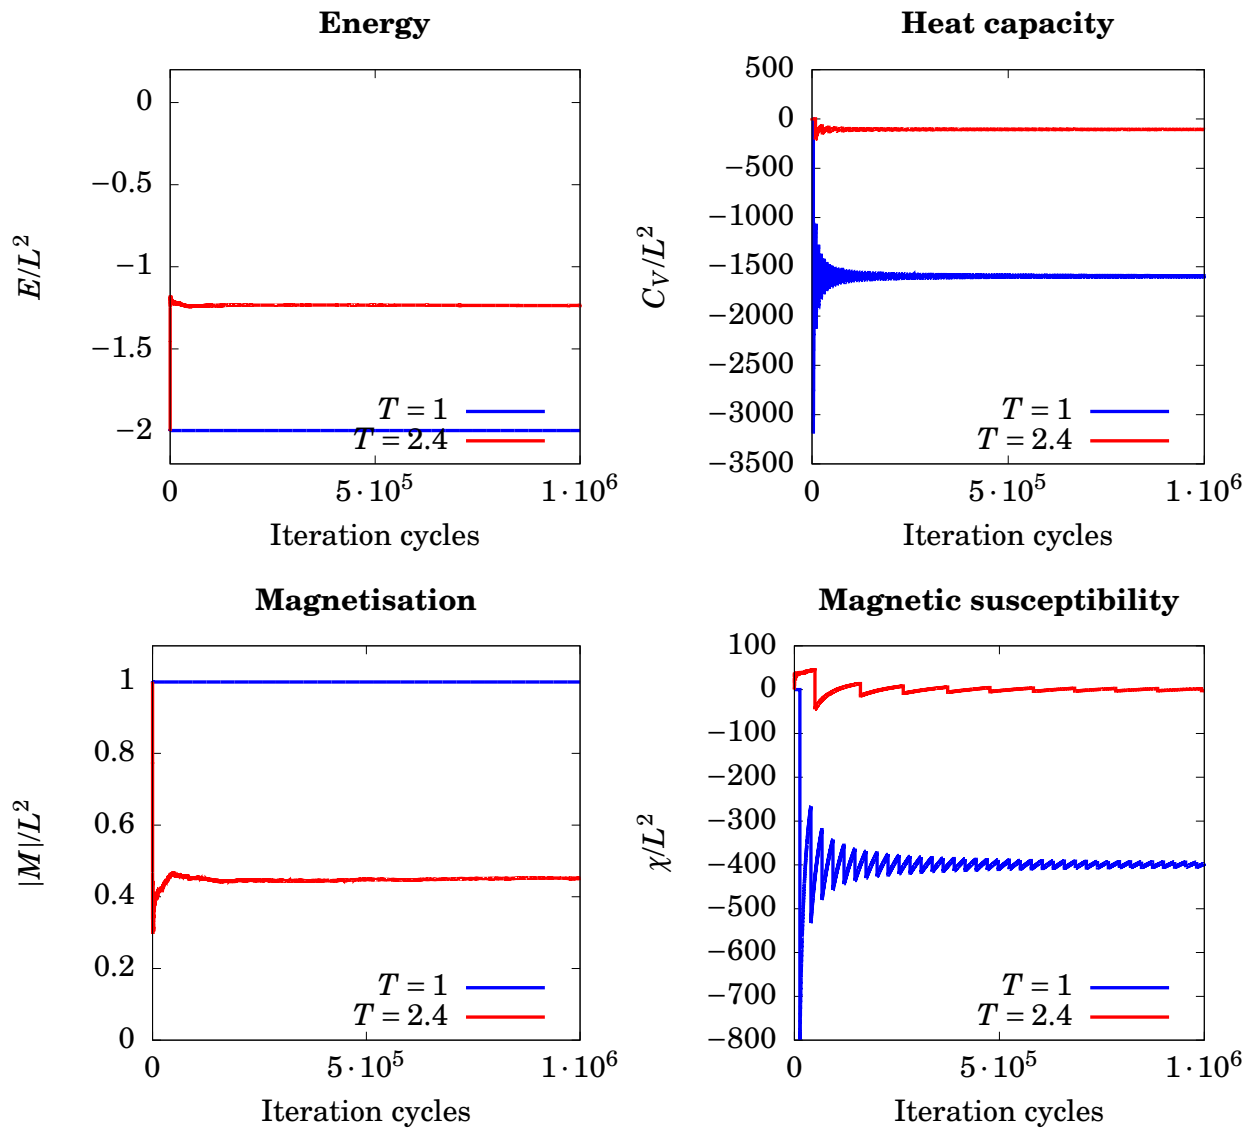 Energy
0
−0.5
−1
−1.5
−2
E/L²
T = 1
T = 2.4
0
5·10⁵
1·10⁶
Iteration cycles
Heat capacity
500
0
−500
−1000
−1500
−2000
−2500
−3000
−3500
C_V/L²
T = 1
T = 2.4
0
5·10⁵
1·10⁶
Iteration cycles
Magnetisation
1
0.8
0.6
0.4
0.2
0
|M|/L²
T = 1
T = 2.4
0
5·10⁵
1·10⁶
Iteration cycles
Magnetic susceptibility
100
0
−100
−200
−300
−400
−500
−600
−700
−800
χ/L²
T = 1
T = 2.4
0
5·10⁵
1·10⁶
Iteration cycles